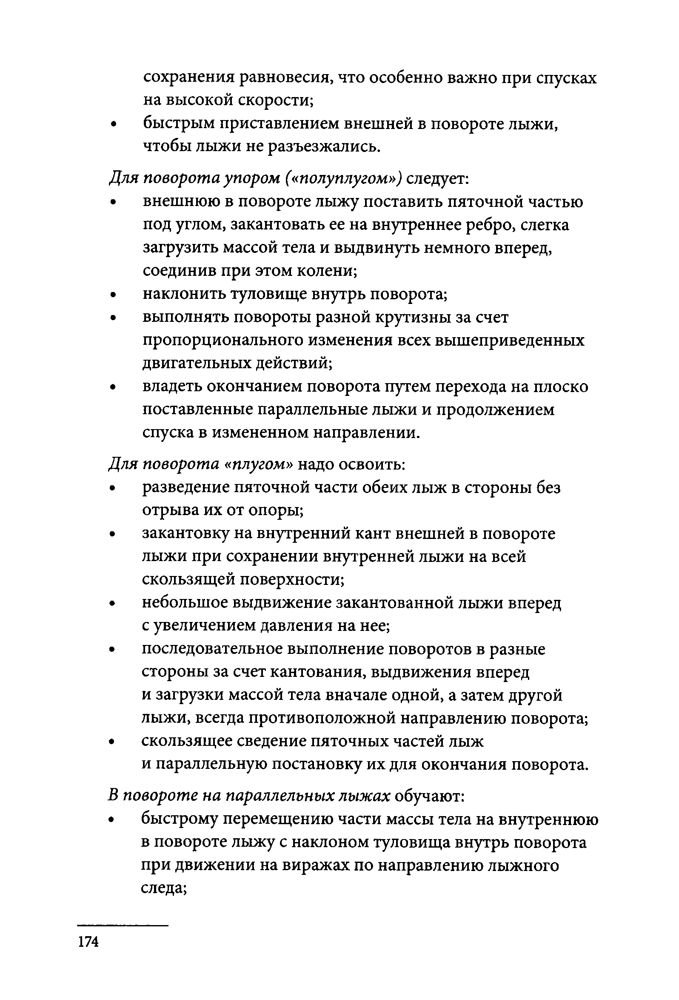 сохранения равновесия, что особенно важно при спусках
на высокой скорости;
• быстрым приставлением внешней в повороте лыжи,
чтобы лыжи не разъезжались.
Для поворота упором («полуплугом») следует:
• внешнюю в повороте лыжу поставить пяточной частью
под углом, закантовать ее на внутреннее ребро, слегка
загрузить массой тела и выдвинуть немного вперед,
соединив при этом колени;
• наклонить туловище внутрь поворота;
• выполнять повороты разной крутизны за счет
пропорционального изменения всех вышеприведенных
двигательных действий;
• владеть окончанием поворота путем перехода на плоско
поставленные параллельные лыжи и продолжением
спуска в измененном направлении.
Для поворота «плугом» надо освоить:
• разведение пяточной части обеих лыж в стороны без
отрыва их от опоры;
• закантовку на внутренний кант внешней в повороте
лыжи при сохранении внутренней лыжи на всей
скользящей поверхности;
• небольшое выдвижение закантованной лыжи вперед
с увеличением давления на нее;
• последовательное выполнение поворотов в разные
стороны за счет кантования, выдвижения вперед
и загрузки массой тела вначале одной, а затем другой
лыжи, всегда противоположной направлению поворота;
• скользящее сведение пяточных частей лыж
и параллельную постановку их для окончания поворота.
В повороте на параллельных лыжах обучают:
• быстрому перемещению части массы тела на внутреннюю
в повороте лыжу с наклоном туловища внутрь поворота
при движении на виражах по направлению лыжного
следа;
174